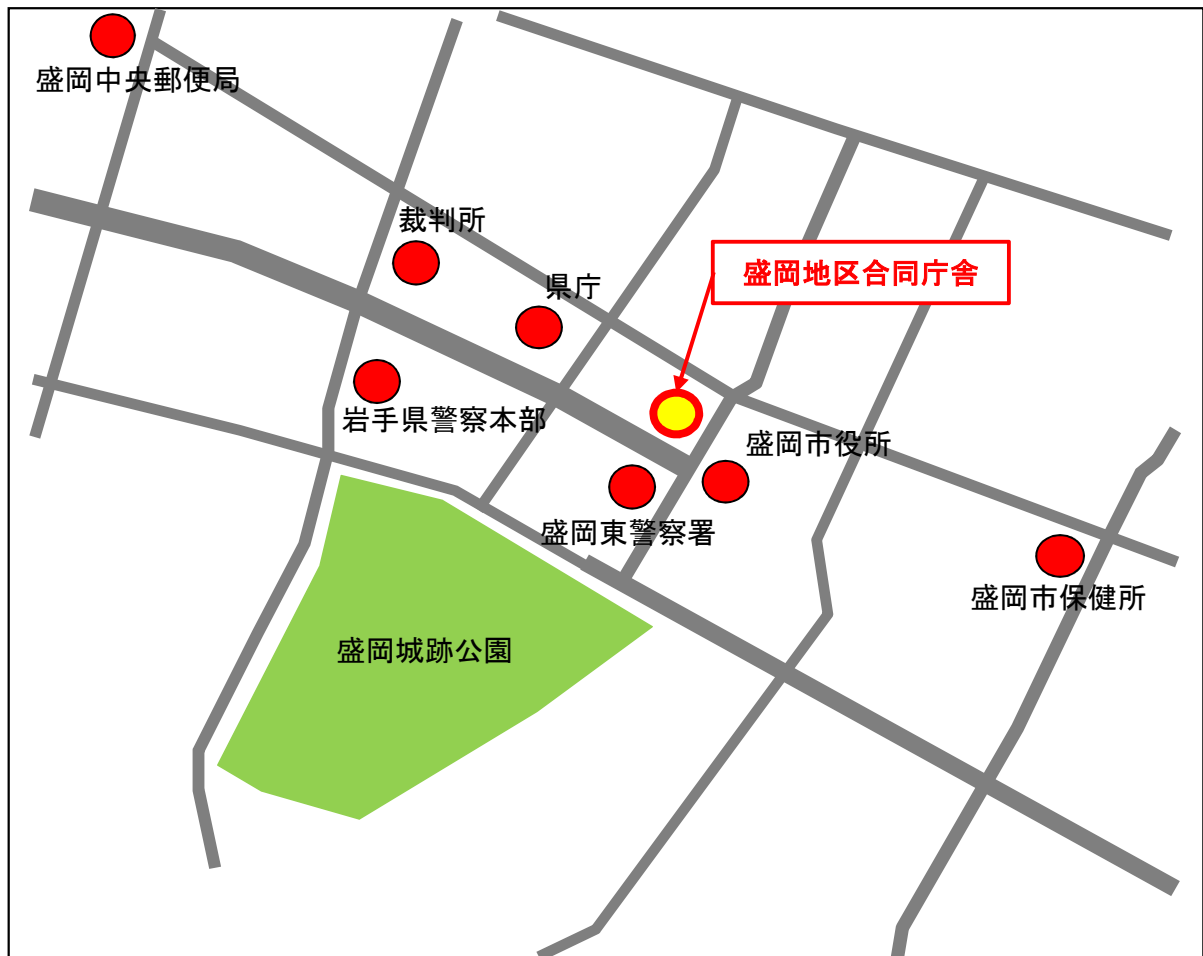 盛岡中央郵便局
裁判所
盛岡地区合同庁舎
県庁
岩手県警察本部
盛岡市役所
盛岡東警察署
盛岡市保健所
盛岡城跡公園